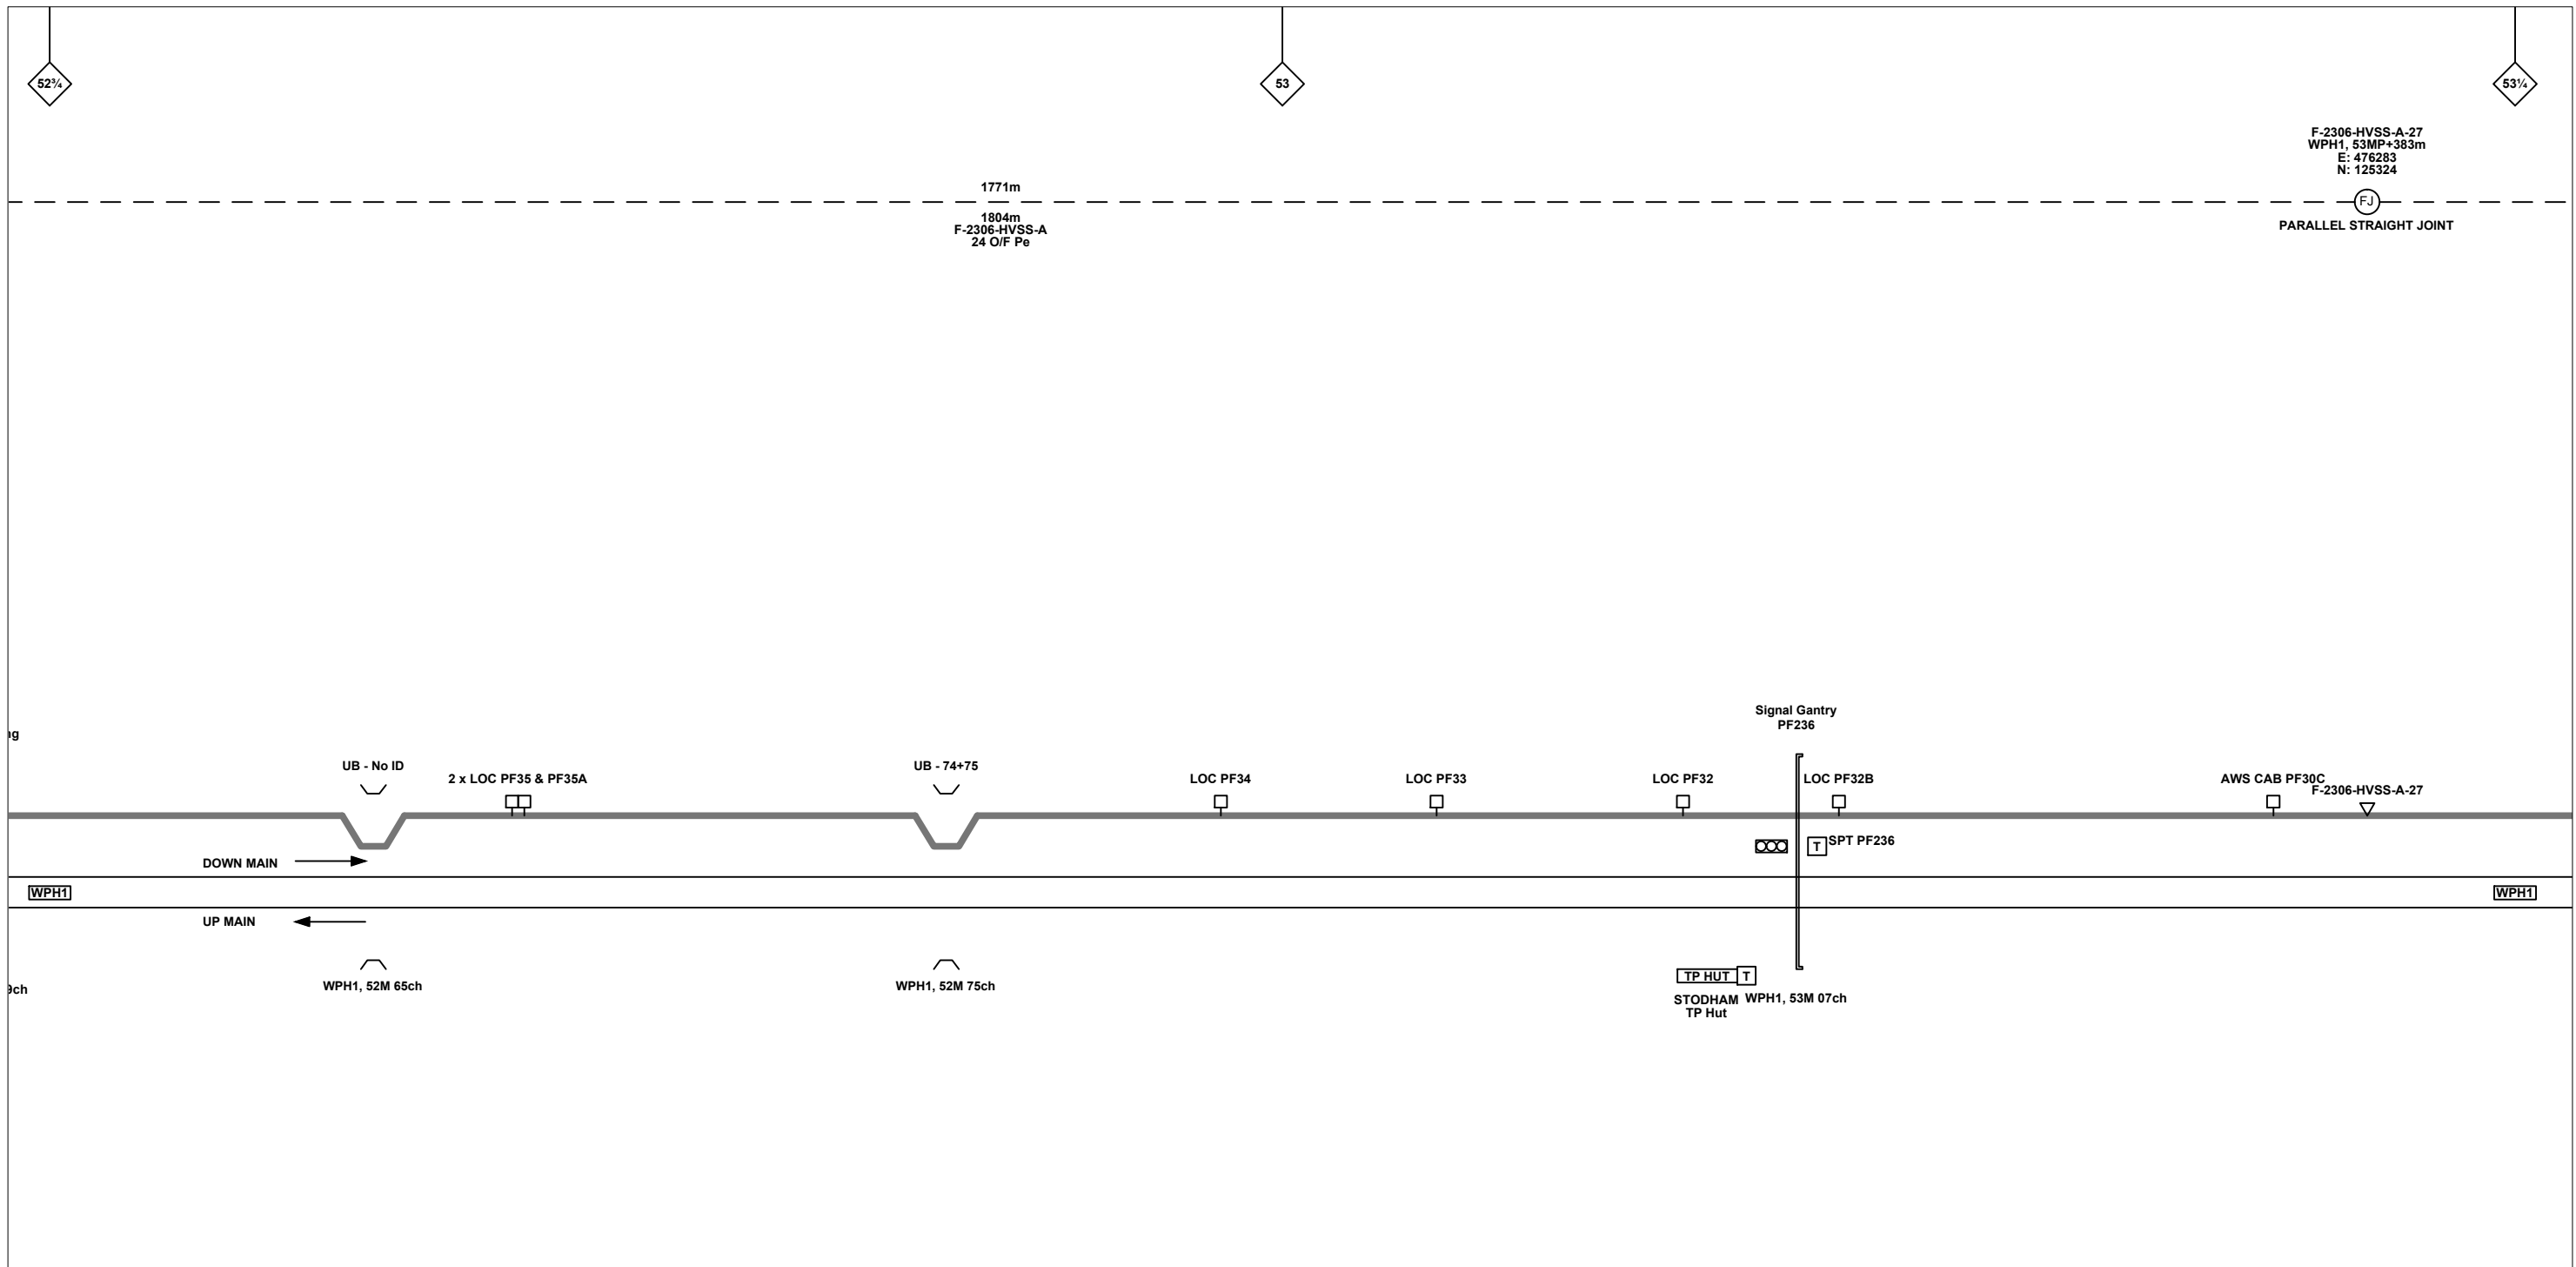 52¾
53
53¼
F-2306-HVSS-A-27
WPH1, 53MP+383m
E: 476283
N: 125324
1771m
FJ
1804m
F-2306-HVSS-A
24 O/F Pe
PARALLEL STRAIGHT JOINT
Signal Gantry
PF236
UB - No ID
UB - 74+75
2 x LOC PF35 & PF35A
LOC PF34
LOC PF33
LOC PF32
LOC PF32B
AWS CAB PF30C
F-2306-HVSS-A-27
T
SPT PF236
DOWN MAIN
WPH1
WPH1
UP MAIN
TP HUT
T
WPH1, 52M 65ch
WPH1, 52M 75ch
STODHAM
TP Hut
WPH1, 53M 07ch